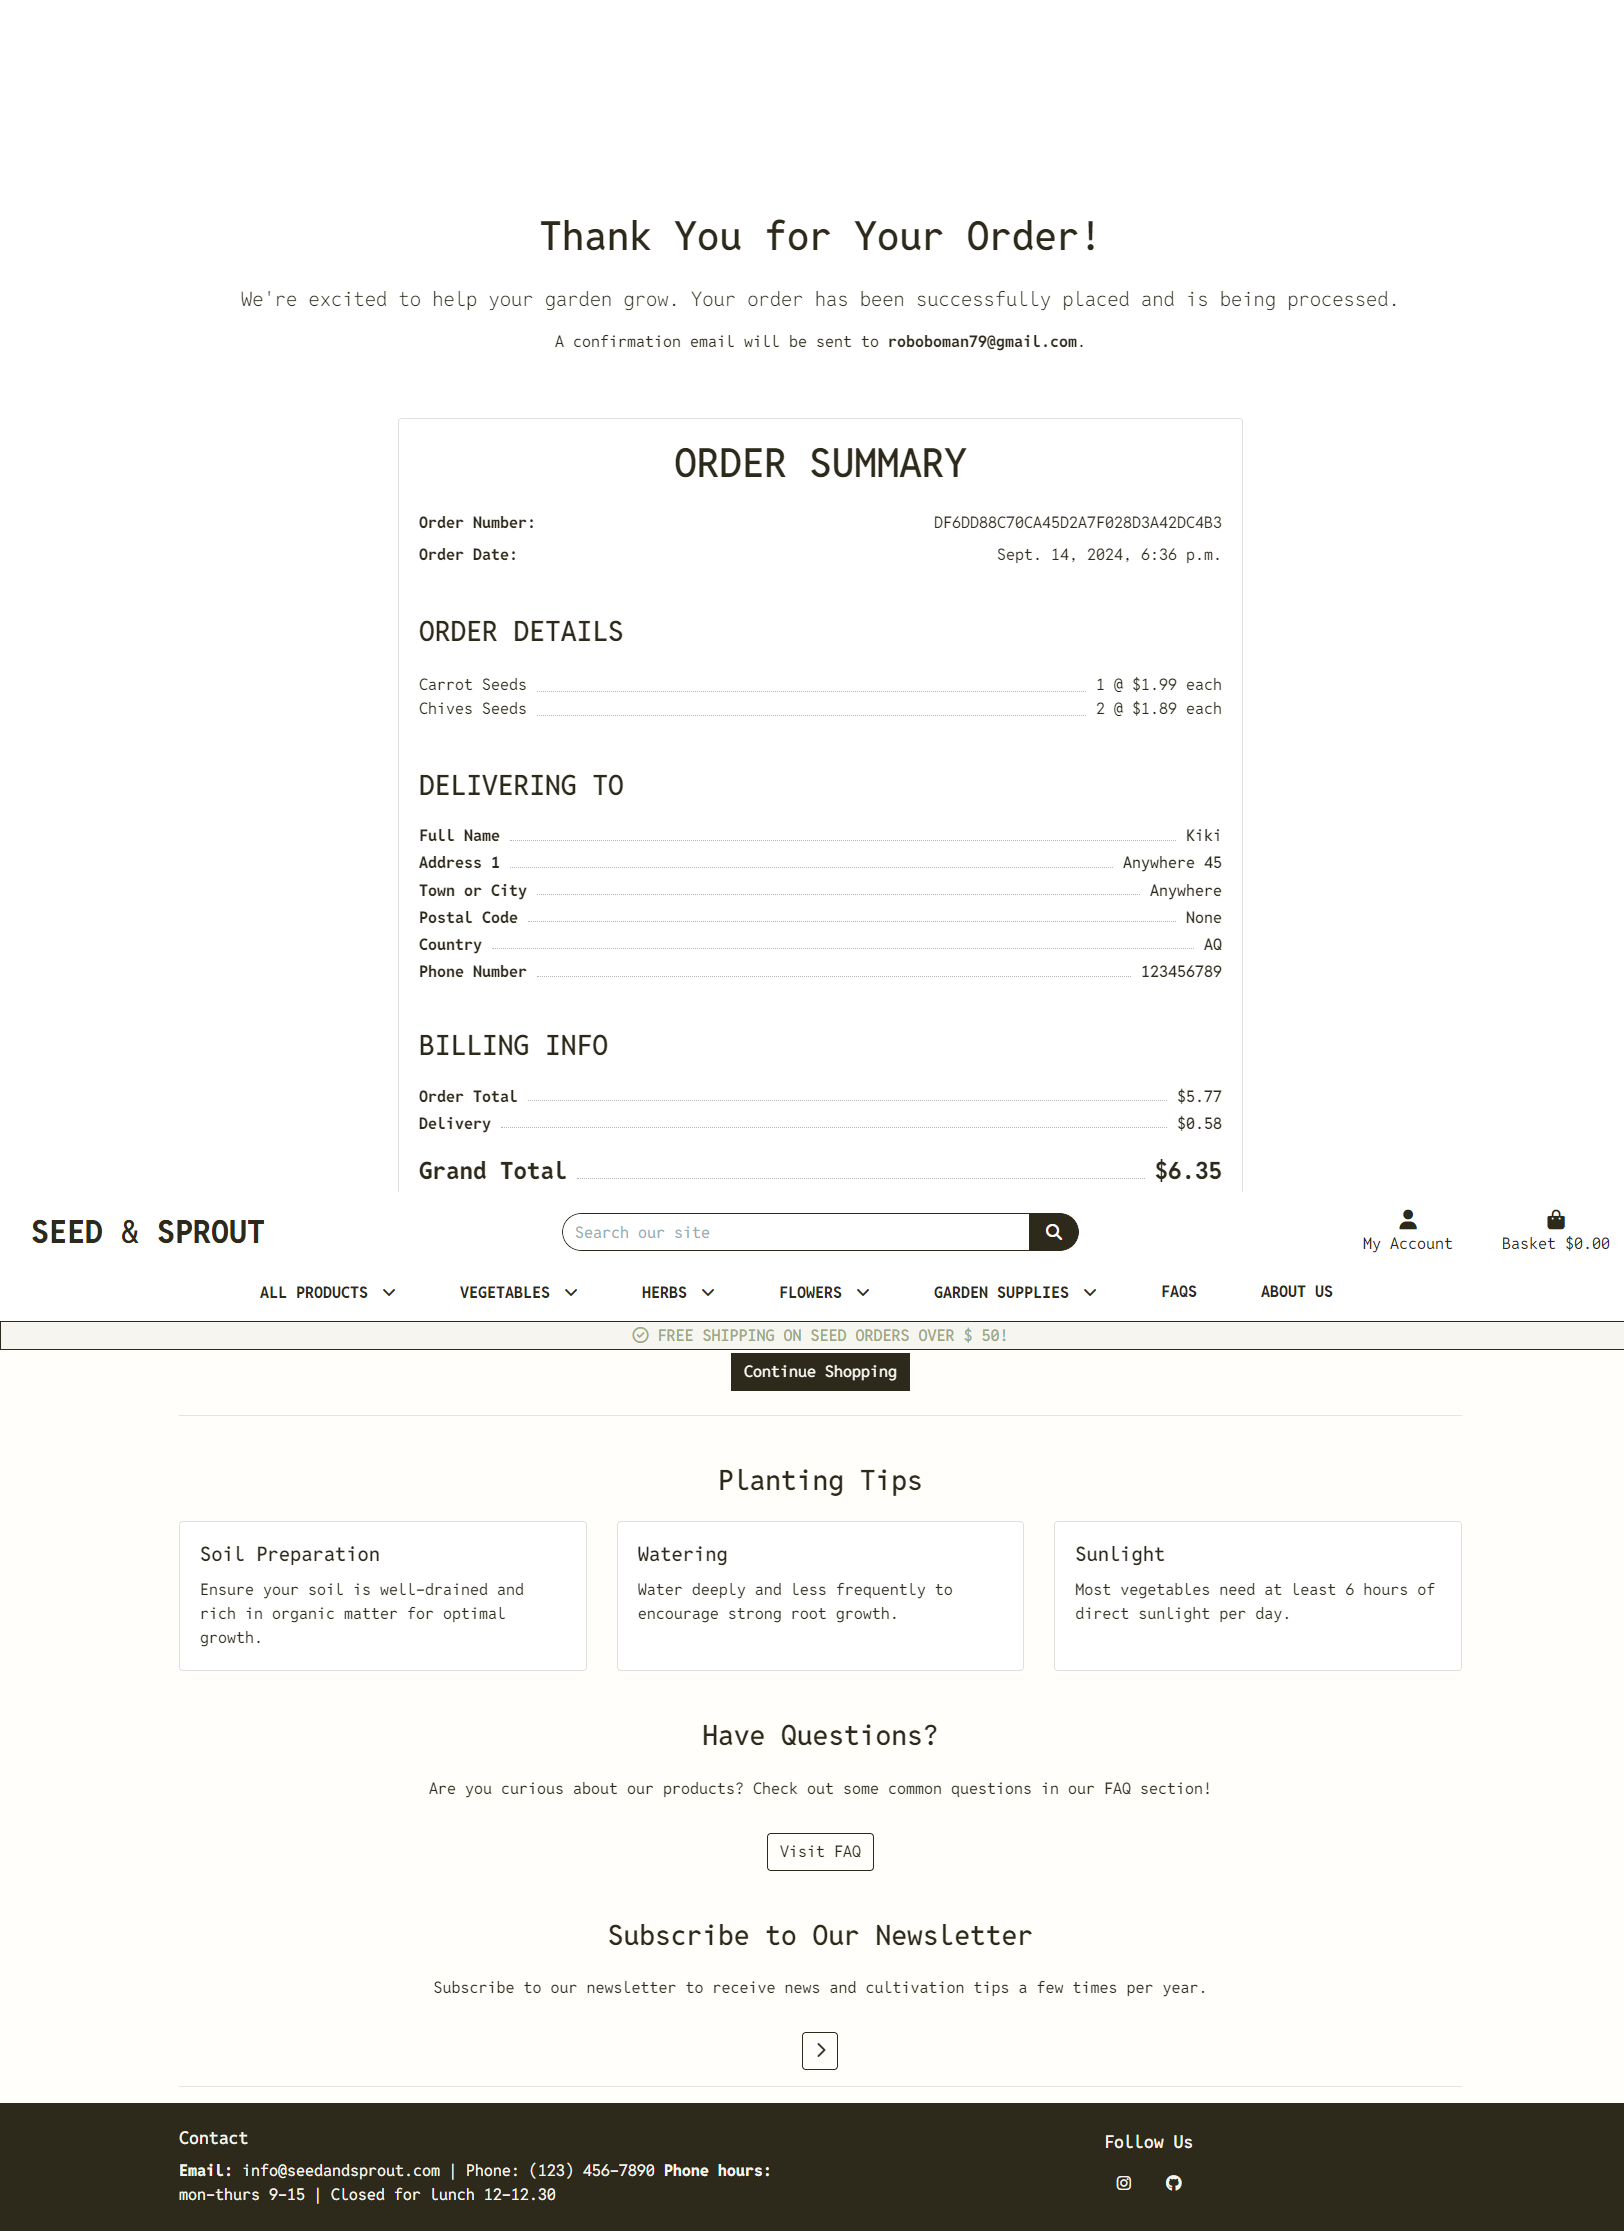 Thank You for Your Order!
We're excited to help your garden grow. Your order has been successfully placed and is being processed.
A confirmation email will be sent to roboboman79@gmail.com.
ORDER SUMMARY
Order Number: DF6DD88C70CA45D2A7F028D3A42DC4B3
Order Date: Sept. 14, 2024, 6:36 p.m.
ORDER DETAILS
Carrot Seeds 1 @ $1.99 each
Chives Seeds 2 @ $1.89 each
DELIVERING TO
Full Name Kiki
Address 1 Anywhere 45
Town or City Anywhere
Postal Code None
Country AQ
Phone Number 123456789
BILLING INFO
Order Total $5.77
Delivery $0.58
Grand Total $6.35
SEED & SPROUT
Search our site
My Account
Basket $0.00
ALL PRODUCTS VEGETABLES HERBS FLOWERS GARDEN SUPPLIES FAQS ABOUT US
FREE SHIPPING ON SEED ORDERS OVER $ 50!
Continue Shopping
Planting Tips
Soil Preparation
Ensure your soil is well-drained and
rich in organic matter for optimal
growth.
Watering
Water deeply and less frequently to
encourage strong root growth.
Sunlight
Most vegetables need at least 6 hours of
direct sunlight per day.
Have Questions?
Are you curious about our products? Check out some common questions in our FAQ section!
Visit FAQ
Subscribe to Our Newsletter
Subscribe to our newsletter to receive news and cultivation tips a few times per year.
Contact
Email: info@seedandsprout.com | Phone: (123) 456-7890 Phone hours:
mon-thurs 9-15 | Closed for lunch 12-12.30
Follow Us